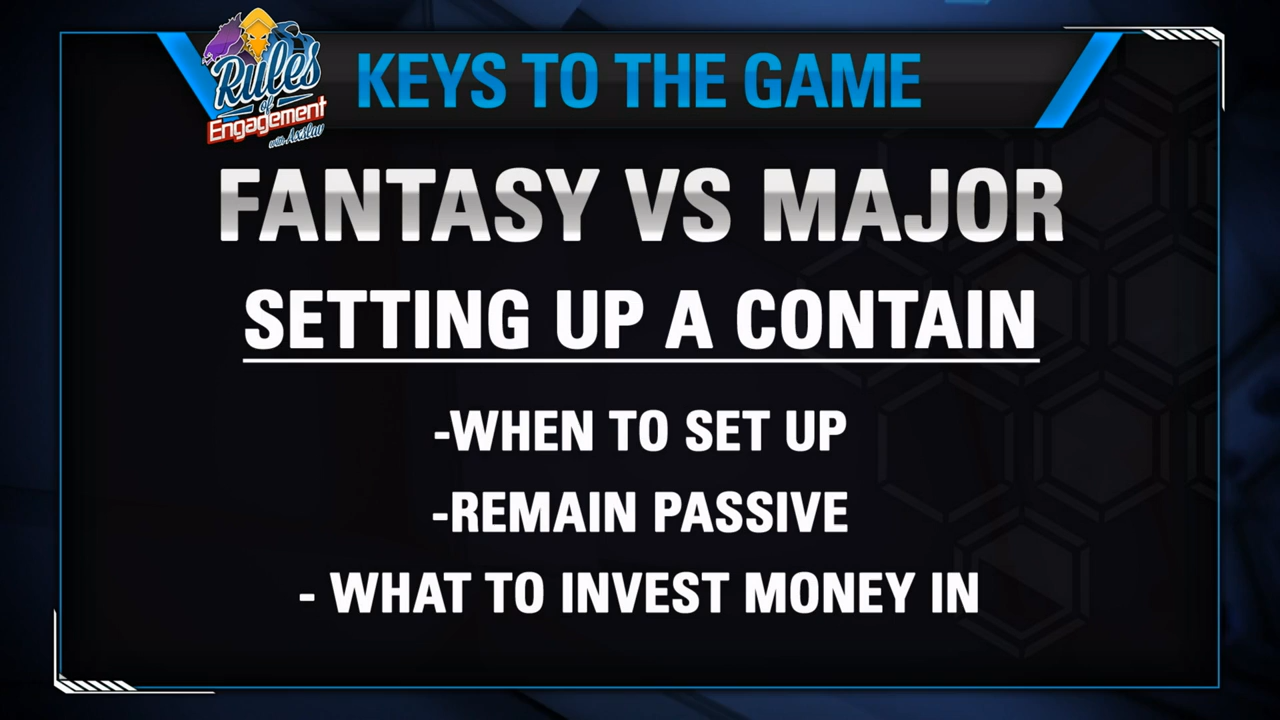 Rules
of
Engagement
with Axslav
KEYS TO THE GAME
FANTASY VS MAJOR
SETTING UP A CONTAIN
-WHEN TO SET UP
-REMAIN PASSIVE
- WHAT TO INVEST MONEY IN